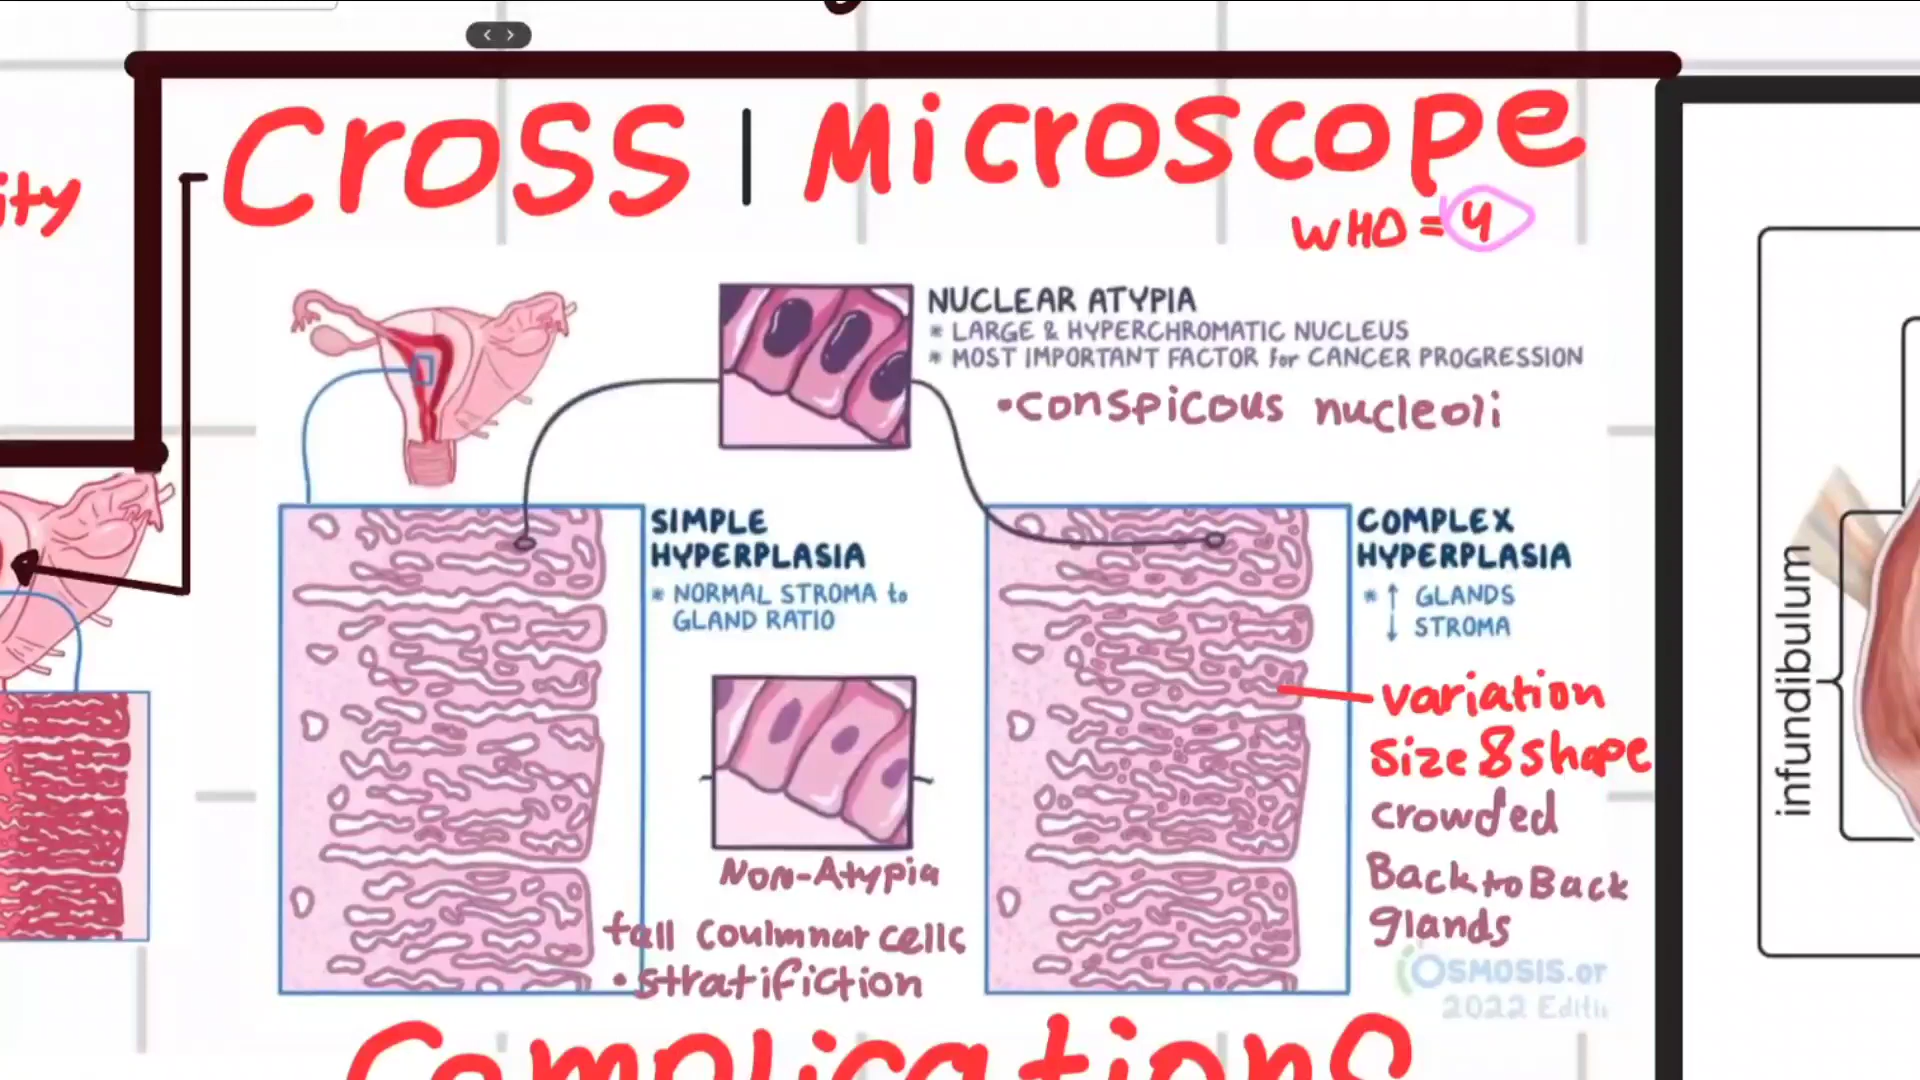 Cross | Microscope
ity
WHO = 4
NUCLEAR ATYPIA
* LARGE & HYPERCHROMATIC NUCLEUS
* MOST IMPORTANT FACTOR for CANCER PROGRESSION
•conspicous nucleoli
SIMPLE
HYPERPLASIA
* NORMAL STROMA to
GLAND RATIO
COMPLEX
HYPERPLASIA
* ↑ GLANDS
↓ STROMA
variation
size & shape
crowded
Back to Back
glands
Non-Atypia
tall coulmnar cells
• stratifiction
OSMOSIS.or
2022 Editi
infundibulum
Complications